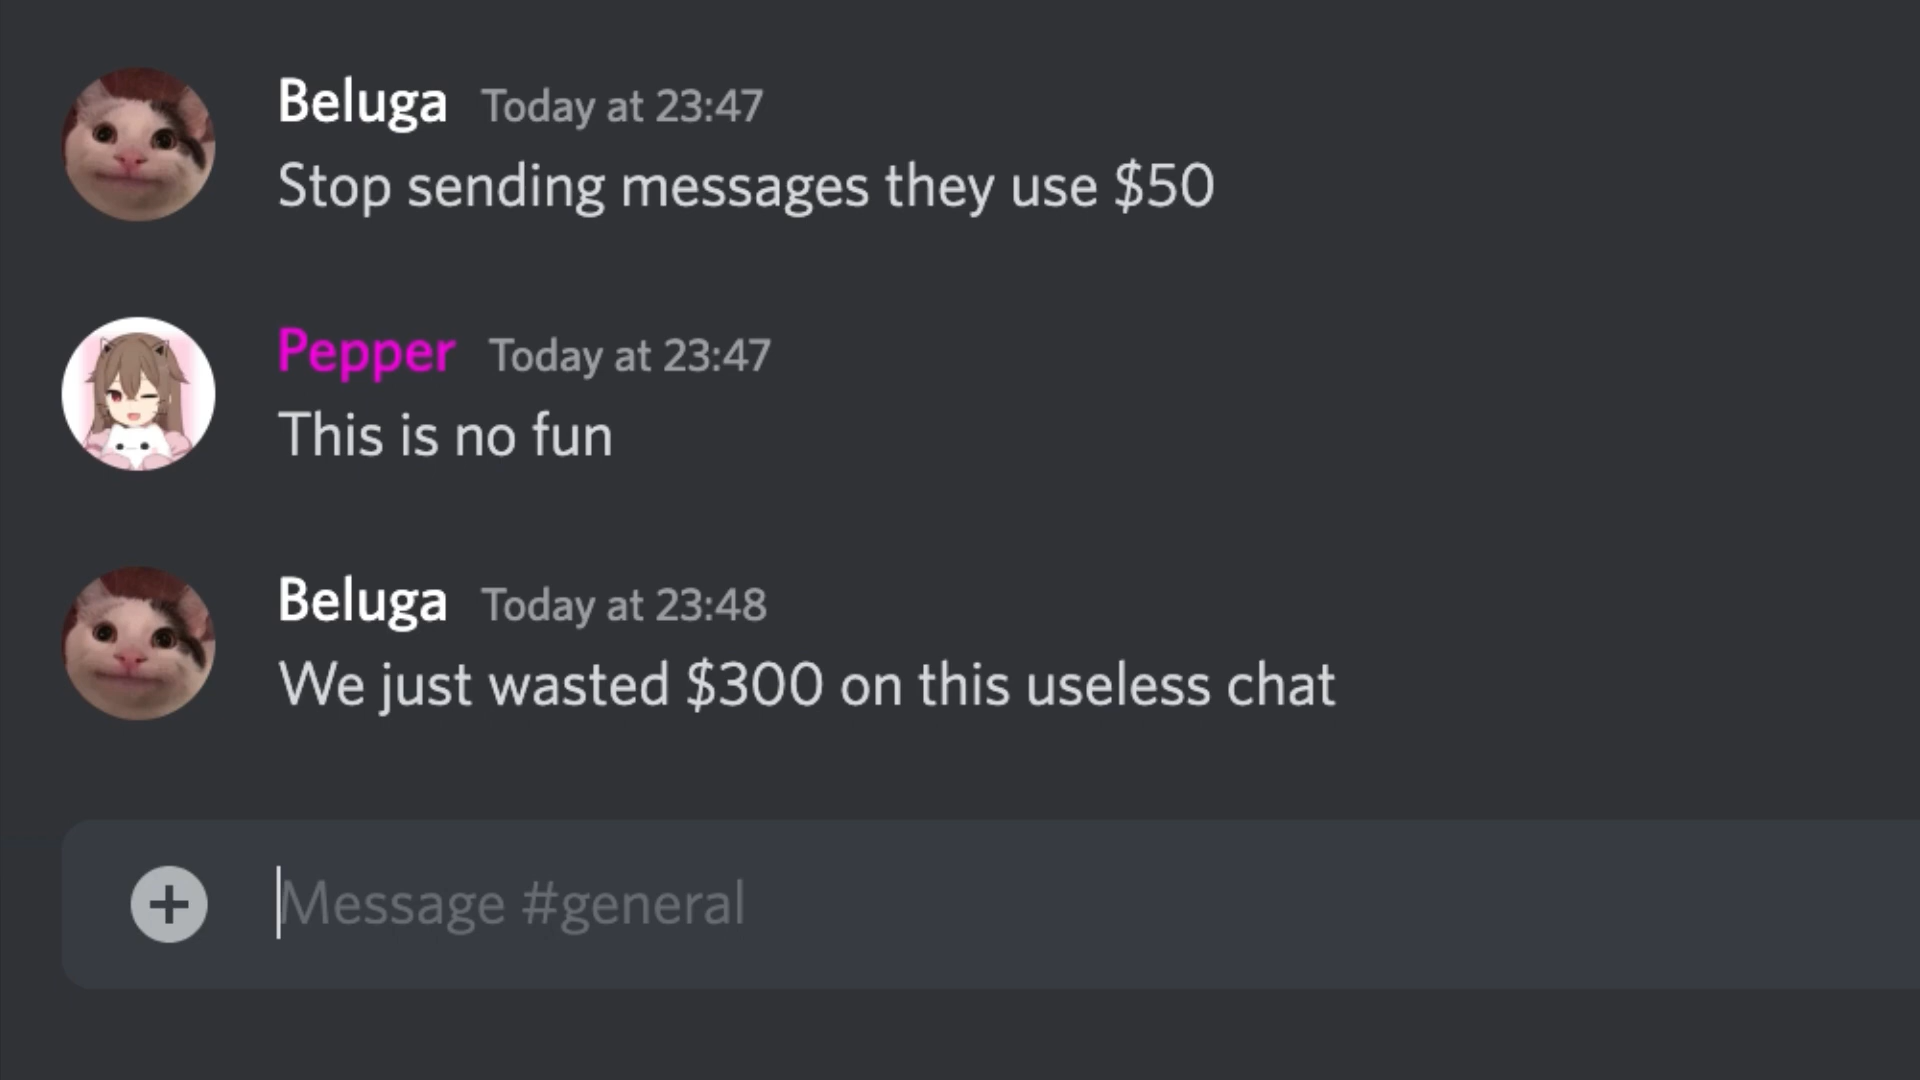 Beluga Today at 23:47
Stop sending messages they use $50
Pepper Today at 23:47
This is no fun
Beluga Today at 23:48
We just wasted $300 on this useless chat
Message #general